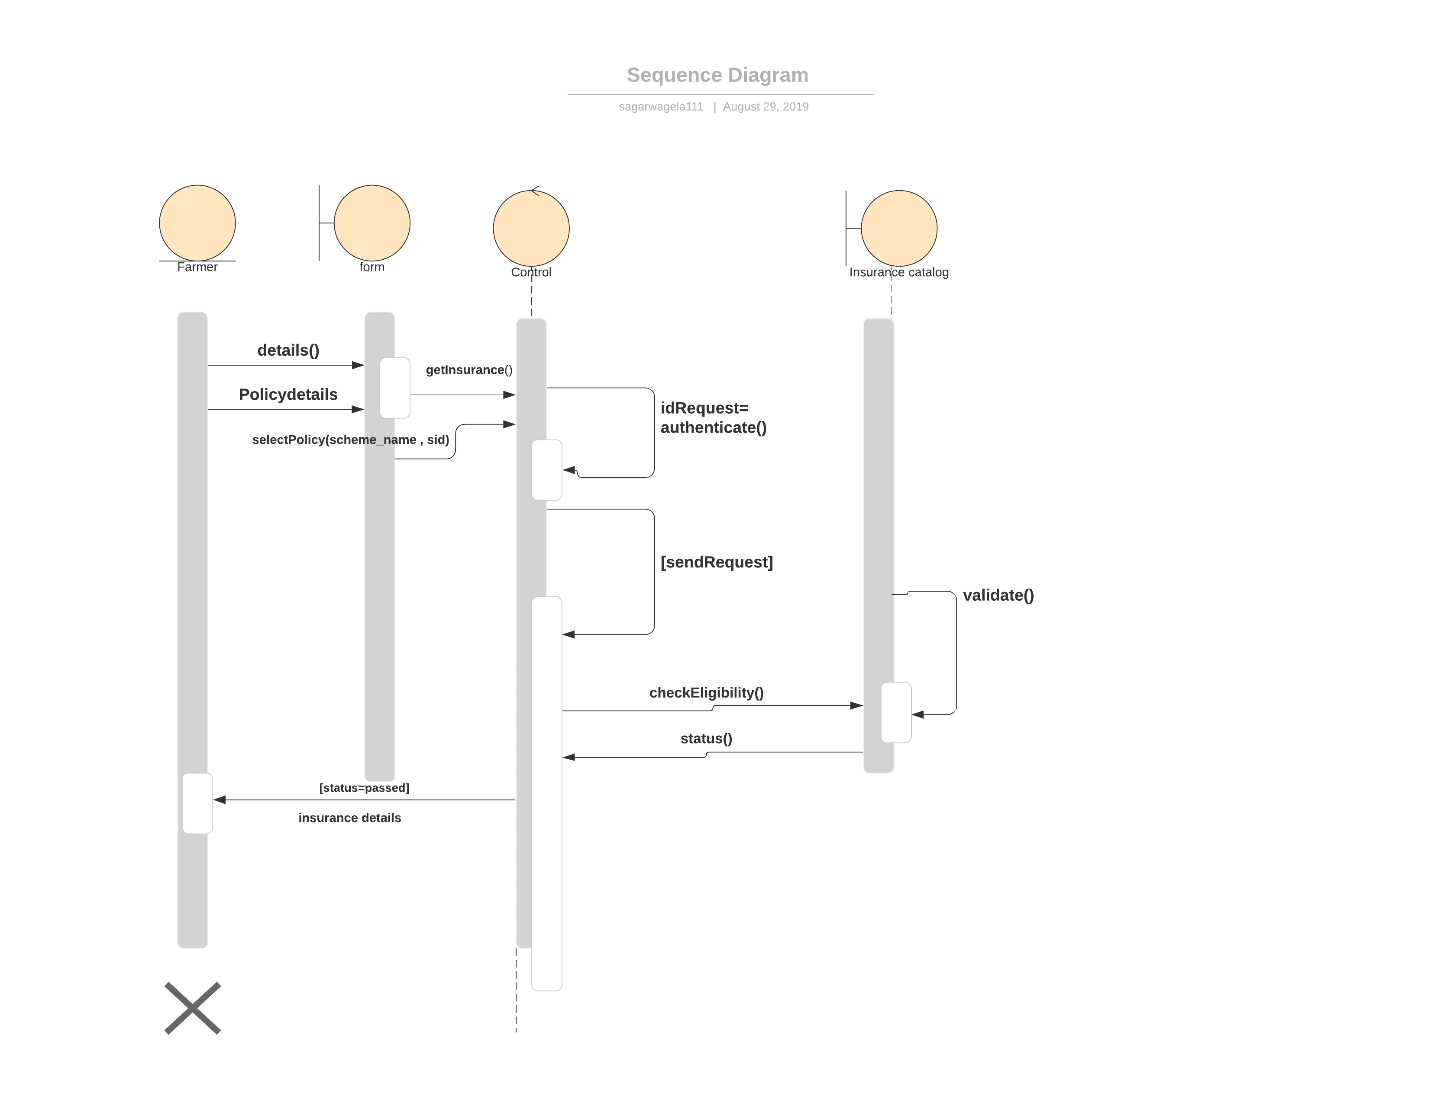 Sequence Diagram
sagarwagela111 | August 29, 2019
Farmer
form
Control
Insurance catalog
details()
getInsurance()
Policydetails
idRequest=
authenticate()
selectPolicy(scheme_name , sid)
[sendRequest]
validate()
checkEligibility()
status()
[status=passed]
insurance details